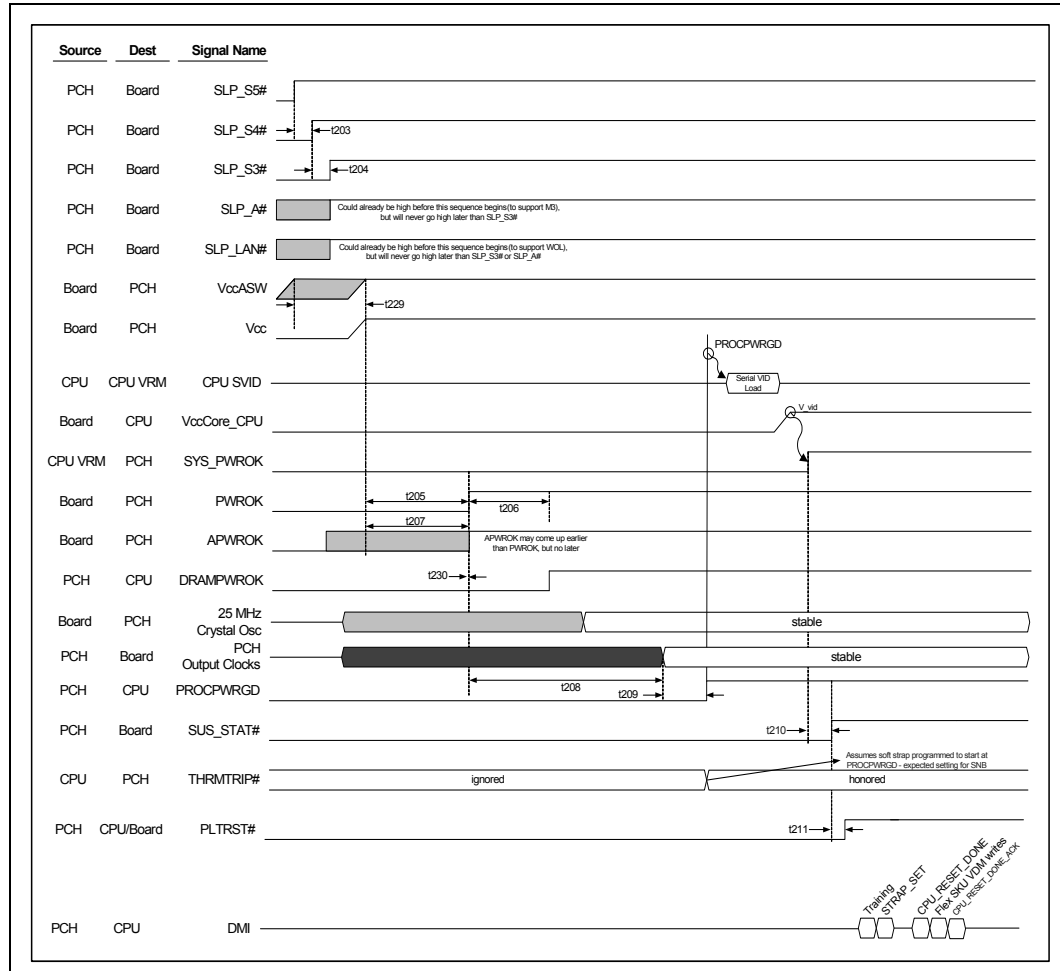 Source Dest Signal Name
PCH Board SLP_S5#
PCH Board SLP_S4# t203
PCH Board SLP_S3# t204
PCH Board SLP_A# Could already be high before this sequence begins (to support M3),
but will never go high later than SLP_S3#
PCH Board SLP_LAN# Could already be high before this sequence begins (to support WOL),
but will never go high later than SLP_S3# or SLP_A#
Board PCH VccASW
t229
Board PCH Vcc
PROCPWRGD
CPU CPU VRM CPU SVID Serial VID
Load
V_vid
Board CPU VccCore_CPU
CPU VRM PCH SYS_PWROK
Board PCH PWROK t205 t206
t207
Board PCH APWROK APWROK may come up earlier
than PWROK, but no later
PCH CPU DRAMPWROK t230
Board PCH 25 MHz
Crystal Osc stable
PCH Board PCH
Output Clocks stable
PCH CPU PROCPWRGD t208
t209
PCH Board SUS_STAT# t210
Assumes soft strap programmed to start at
PROCPWRGD - expected setting for SNB
CPU PCH THRMTRIP# ignored honored
PCH CPU/Board PLTRST# t211
Training
STRAP_SET
CPU_RESET_DONE
Flex SKU VDM writes
CPU_RESET_DONE_ACK
PCH CPU DMI